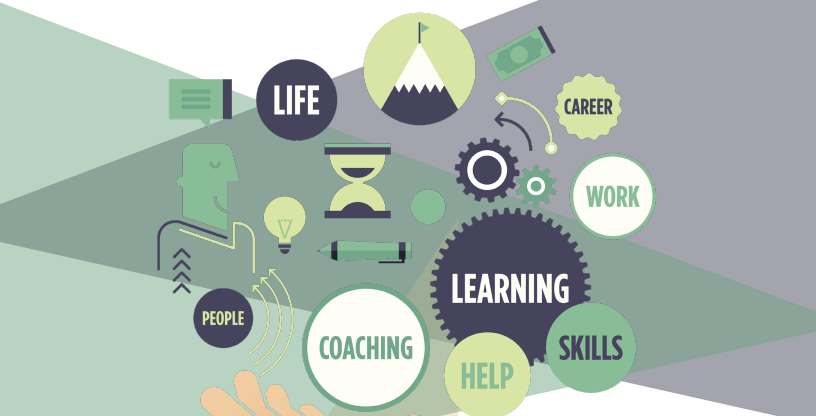 LIFE
CAREER
WORK
LEARNING
PEOPLE
COACHING
SKILLS
HELP